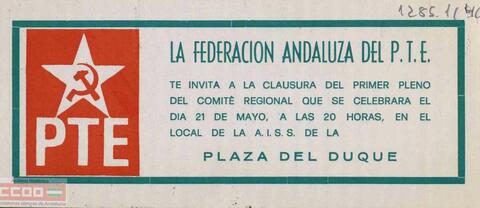 1285.1
LA FEDERACION ANDALUZA DEL P.T.E.
TE INVITA A LA CLAUSURA DEL PRIMER PLENO
DEL COMITÈ REGIONAL QUE SE CELEBRARA EL
DIA 21 DE MAYO, A LAS 20 HORAS, EN EL
LOCAL DE LA A.I.S.S. DE LA
PLAZA DEL DUQUE
PTE
CCOO